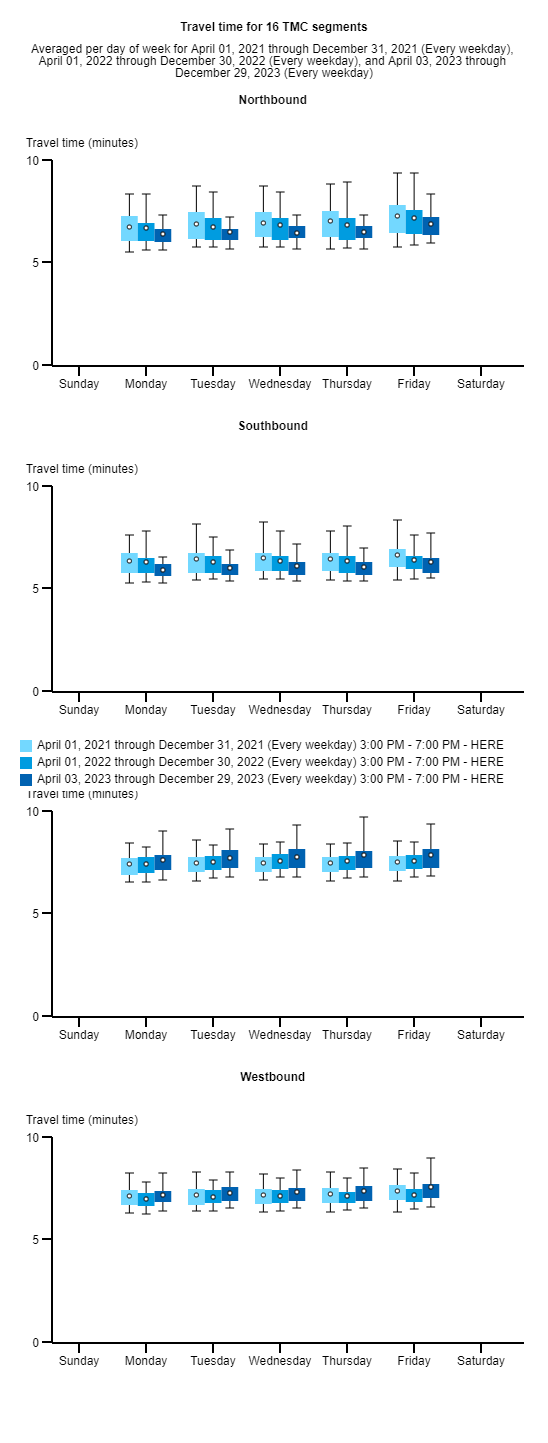 Travel time for 16 TMC segments
Averaged per day of week for April 01, 2021 through December 31, 2021 (Every weekday),
April 01, 2022 through December 30, 2022 (Every weekday), and April 03, 2023 through
December 29, 2023 (Every weekday)
Northbound
Travel time (minutes)
10
5
0
Sunday Monday Tuesday Wednesday Thursday Friday Saturday
Southbound
Travel time (minutes)
10
5
0
Sunday Monday Tuesday Wednesday Thursday Friday Saturday
April 01, 2021 through December 31, 2021 (Every weekday) 3:00 PM - 7:00 PM - HERE
April 01, 2022 through December 30, 2022 (Every weekday) 3:00 PM - 7:00 PM - HERE
April 03, 2023 through December 29, 2023 (Every weekday) 3:00 PM - 7:00 PM - HERE
Travel time (minutes)
10
5
0
Sunday Monday Tuesday Wednesday Thursday Friday Saturday
Westbound
Travel time (minutes)
10
5
0
Sunday Monday Tuesday Wednesday Thursday Friday Saturday